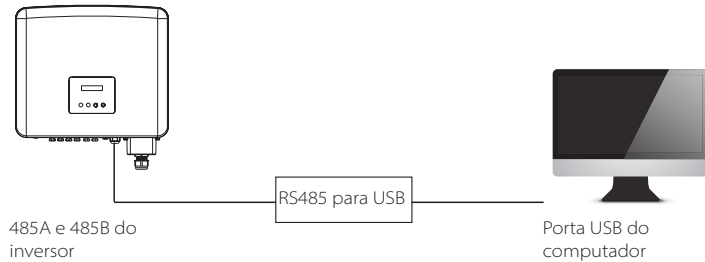 RS485 para USB
485A e 485B do
inversor
Porta USB do
computador